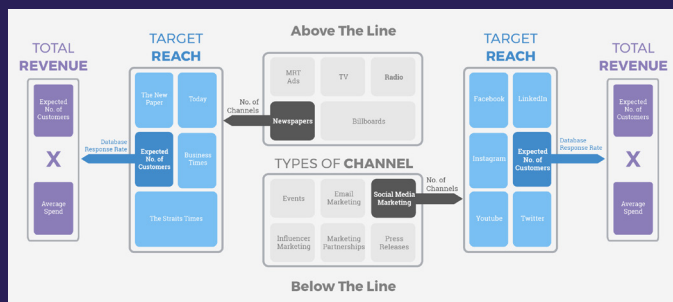 Above The Line
TOTAL
REVENUE
Expected
No. of
Customers
X
Average
Spend
Database
Response Rate
TARGET
REACH
The New
Paper
Today
Expected
No. of
Customers
Business
Times
The Straits Times
No. of
Channels
MRT
Ads
TV
Radio
Newspapers
Billboards
TYPES OF CHANNEL
Events
Email
Marketing
Social Media
Marketing
Influencer
Marketing
Marketing
Partnerships
Press
Releases
Below The Line
No. of
Channels
TARGET
REACH
Facebook
LinkedIn
Instagram
Expected
No. of
Customers
Youtube
Twitter
Database
Response Rate
TOTAL
REVENUE
Expected
No. of
Customers
X
Average
Spend